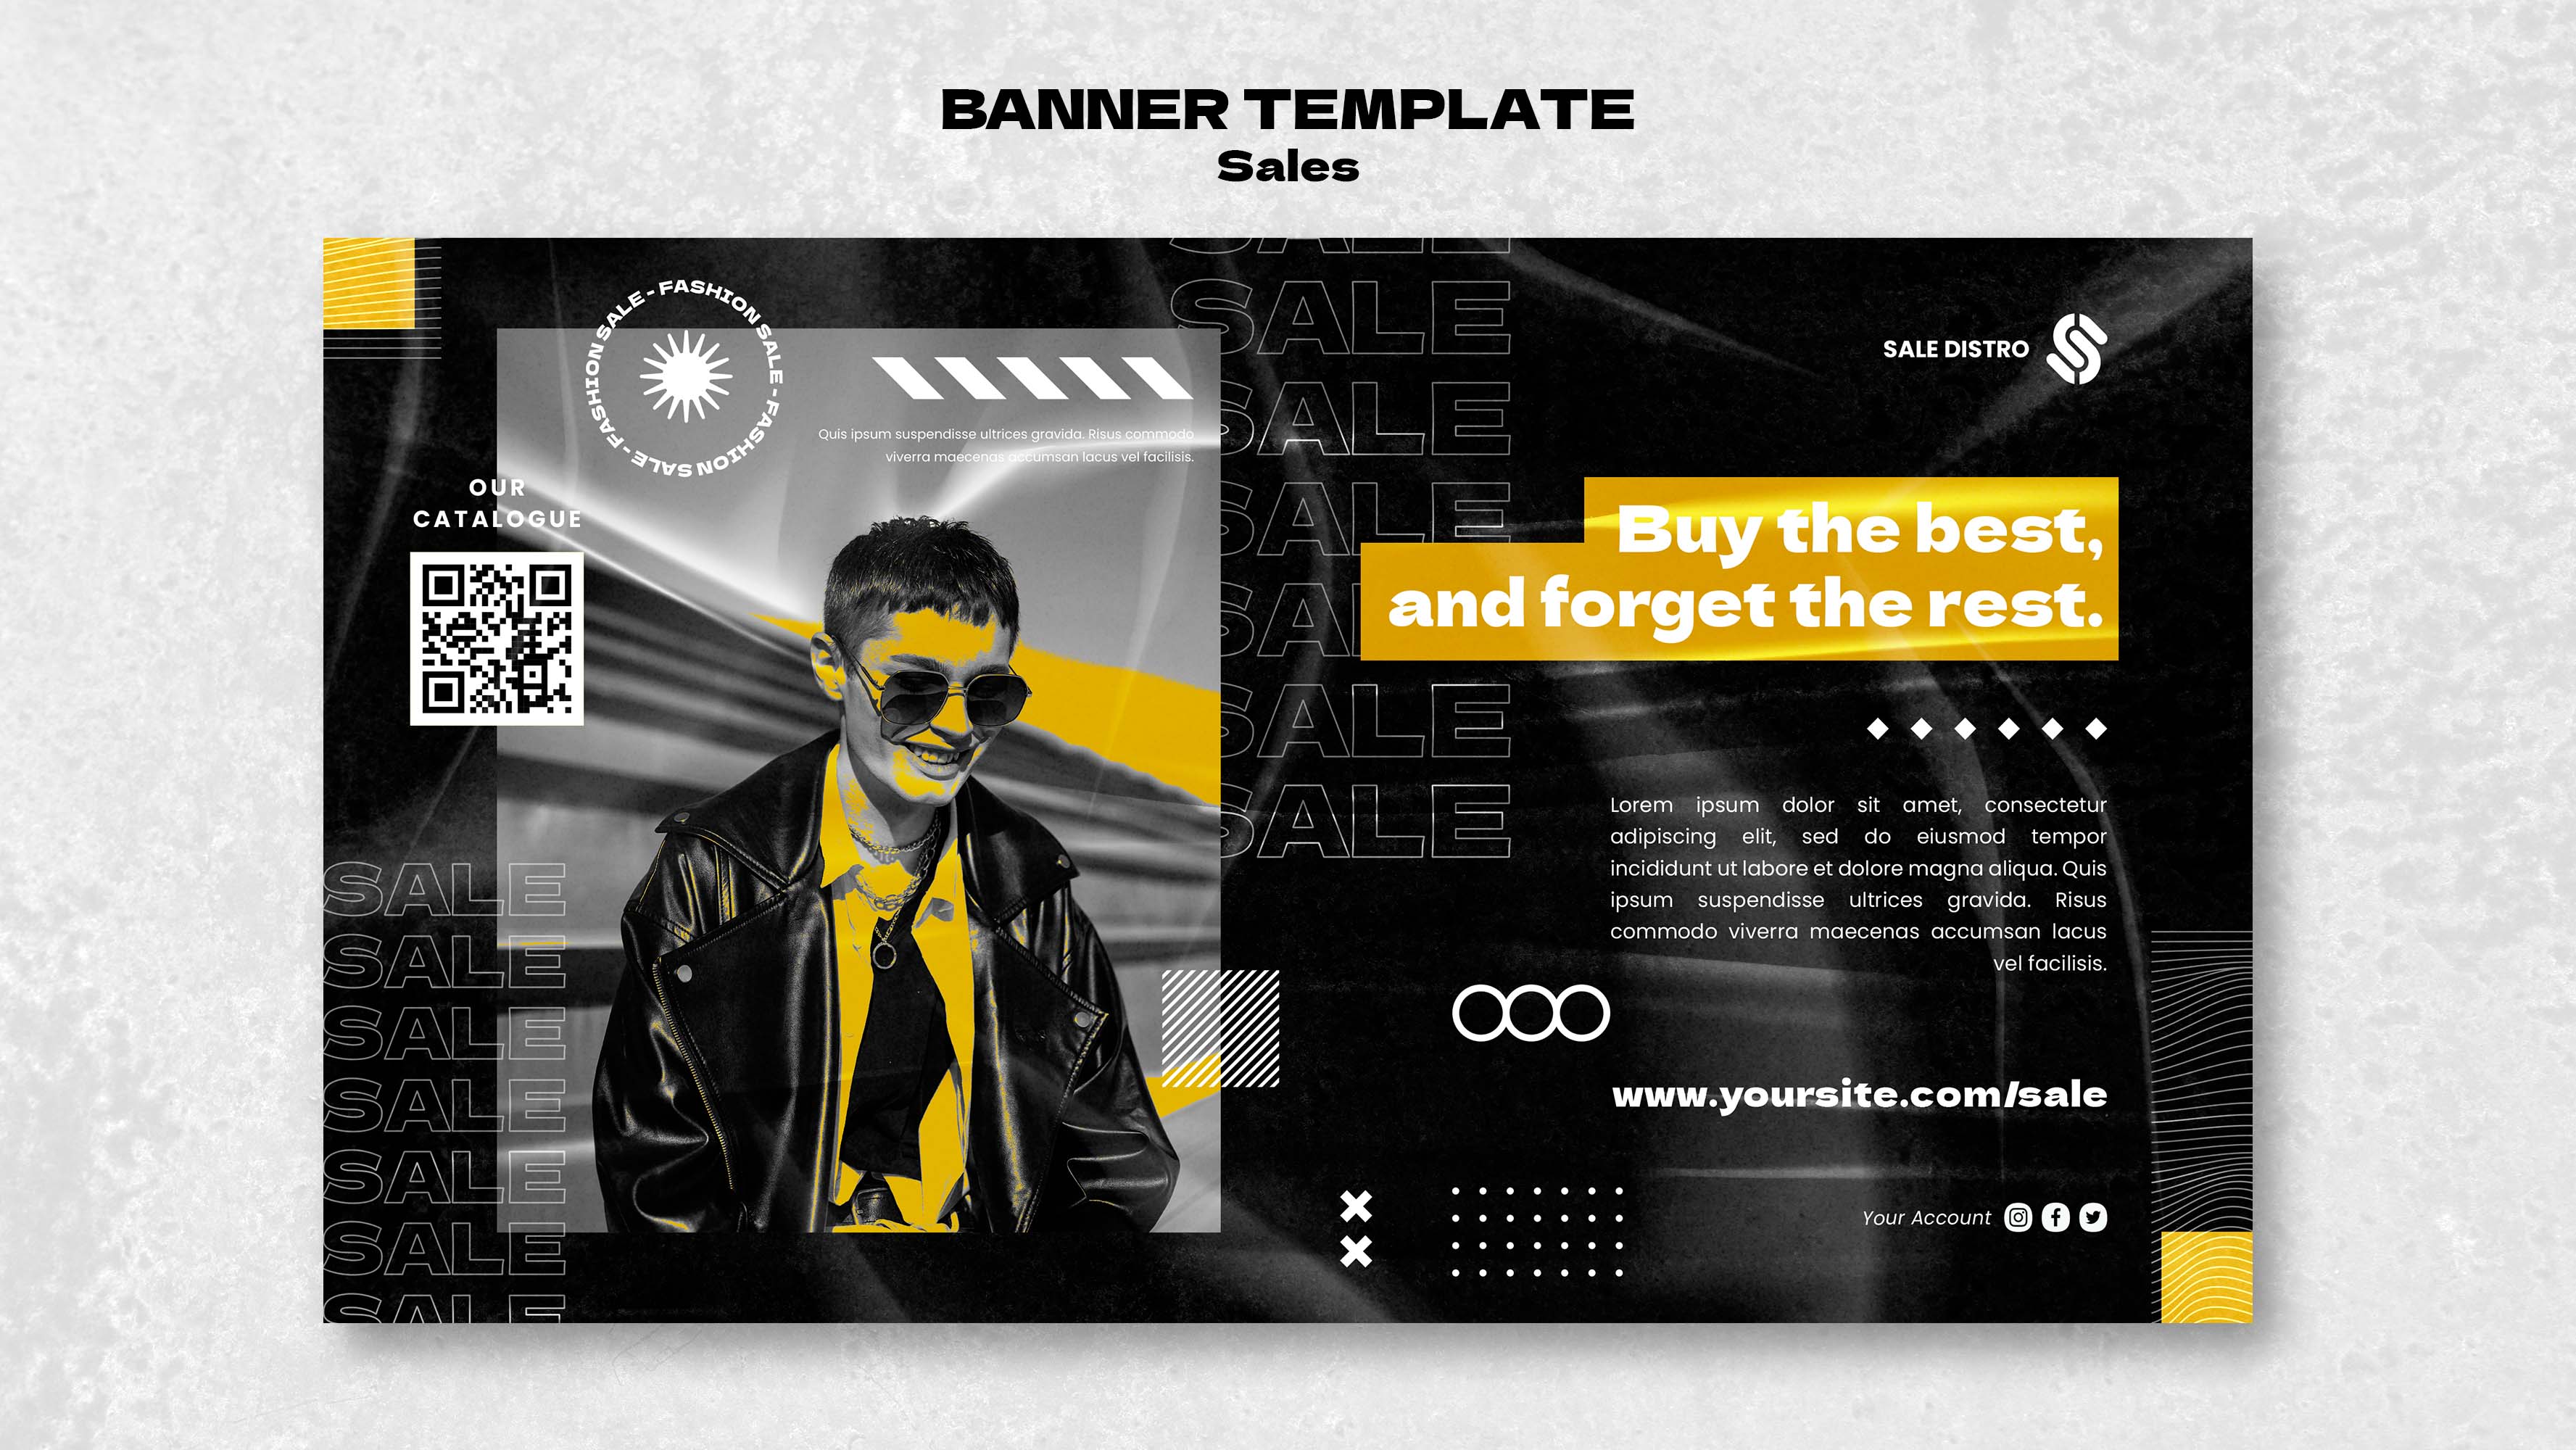 BANNER TEMPLATE
Sales
FASHION SALE - FASHION SALE - FASHION SALE -
Quis ipsum suspendisse ultrices gravida. Risus commodo
viverra maecenas accumsan lacus vel facilisis.
OUR
CATALOGUE
SALE
SALE
SALE
SALE
SALE
SALE
SALE
SALE
SALE
SALE
SALE
SALE
SALE
SALE
SALE DISTRO
Buy the best,
and forget the rest.
Lorem ipsum dolor sit amet, consectetur
adipiscing elit, sed do eiusmod tempor
incididunt ut labore et dolore magna aliqua. Quis
ipsum suspendisse ultrices gravida. Risus
commodo viverra maecenas accumsan lacus
vel facilisis.
www.yoursite.com/sale
Your Account